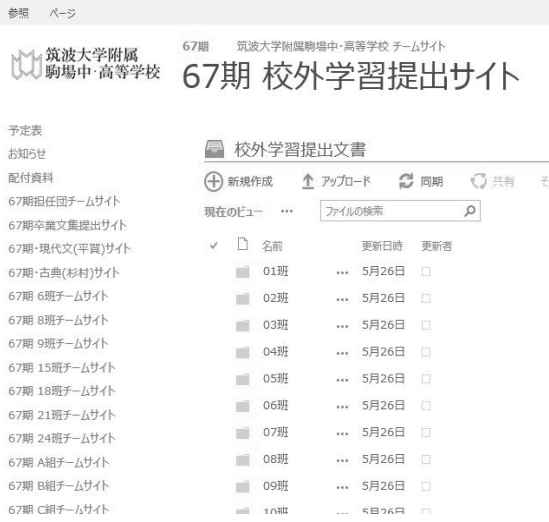 参照 ページ
筑波大学附属
駒場中・高等学校
67期 筑波大学附属駒場中・高等学校 チームサイト
67期 校外学習提出サイト
予定表
お知らせ
配付資料
67期担任団チームサイト
67期卒業文集提出サイト
67期・現代文(平賀)サイト
67期・古典(杉村)サイト
67期 6班チームサイト
67期 8班チームサイト
67期 9班チームサイト
67期 15班チームサイト
67期 18班チームサイト
67期 21班チームサイト
67期 24班チームサイト
67期 A組チームサイト
67期 B組チームサイト
67期 C組チームサイト
校外学習提出文書
新規作成 アップロード 同期 共有 そ
現在のビュー ••• ファイルの検索
名前 更新日時 更新者
01班 ••• 5月26日
02班 ••• 5月26日
03班 ••• 5月26日
04班 ••• 5月26日
05班 ••• 5月26日
06班 ••• 5月26日
07班 ••• 5月26日
08班 ••• 5月26日
09班 ••• 5月26日
10班 ••• 5月26日